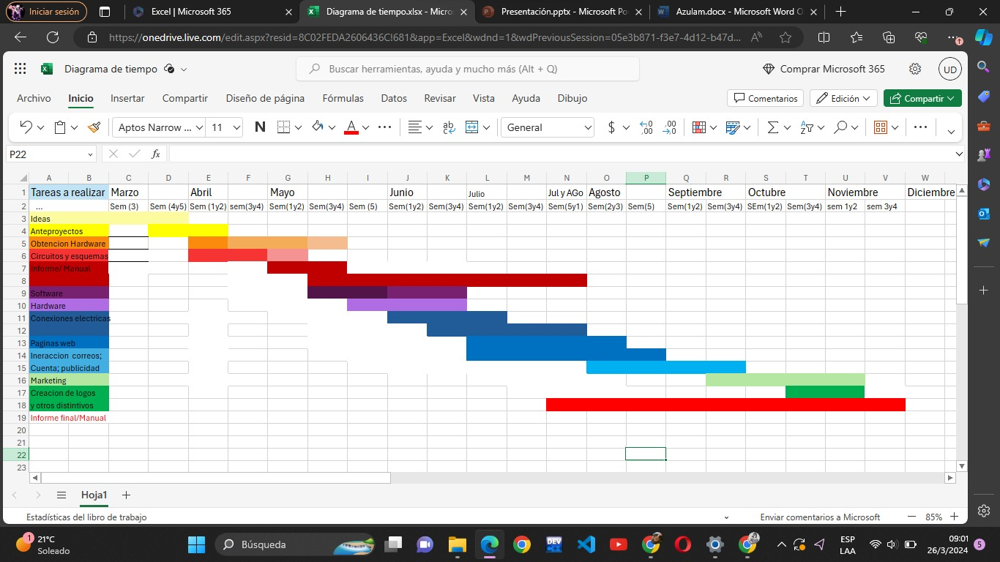 Iniciar sesión
Excel | Microsoft 365
Diagrama de tiempo.xlsx - Micros
Presentación.pptx - Microsoft Po
Azulam.docx - Microsoft Word O
https://onedrive.live.com/edit.aspx?resid=8C02FEDA2606436C!681&app=Excel&wdnd=1&wdPreviousSession=05e3b871-f3e7-4d12-b47d...
Diagrama de tiempo
Buscar herramientas, ayuda y mucho más (Alt + Q)
Comprar Microsoft 365
UD
Archivo Inicio Insertar Compartir Diseño de página Fórmulas Datos Revisar Vista Ayuda Dibujo
Comentarios Edición Compartir
Aptos Narrow ... 11 N A General $
P22 fx
A B C D E F G H I J K L M N O P Q R S T U V W
1 Tareas a realizar Marzo Abril Mayo Junio Julio Jul y AGo Agosto Septiembre Octubre Noviembre Diciembre
2 ... Sem (3) Sem (4y5) Sem (1y2) sem(3y4) Sem(1y2) Sem(3y4) Sem (5) Sem(1y2) Sem(3y4) Sem(1y2) Sem(3y4) Sem(5y1) Sem(2y3) Sem(5) Sem(1y2) Sem(3y4) SEm(1y2) Sem(3y4) sem 1y2 sem 3y4
3 Ideas
4 Anteproyectos
5 Obtencion Hardware
6 Circuitos y esquemas
7 Informe/ Manual
8
9 Software
10 Hardware
11 Conexiones electricas
12
13 Paginas web
14 Ineraccion correos;
15 Cuenta; publicidad
16 Marketing
17 Creacion de logos
18 y otros distintivos
19 Informe final/Manual
20
21
22
23
Hoja1
Estadísticas del libro de trabajo
Enviar comentarios a Microsoft
85%
1
21°C
Soleado
Búsqueda
DEV
ESP
LAA
09:01
26/3/2024
5